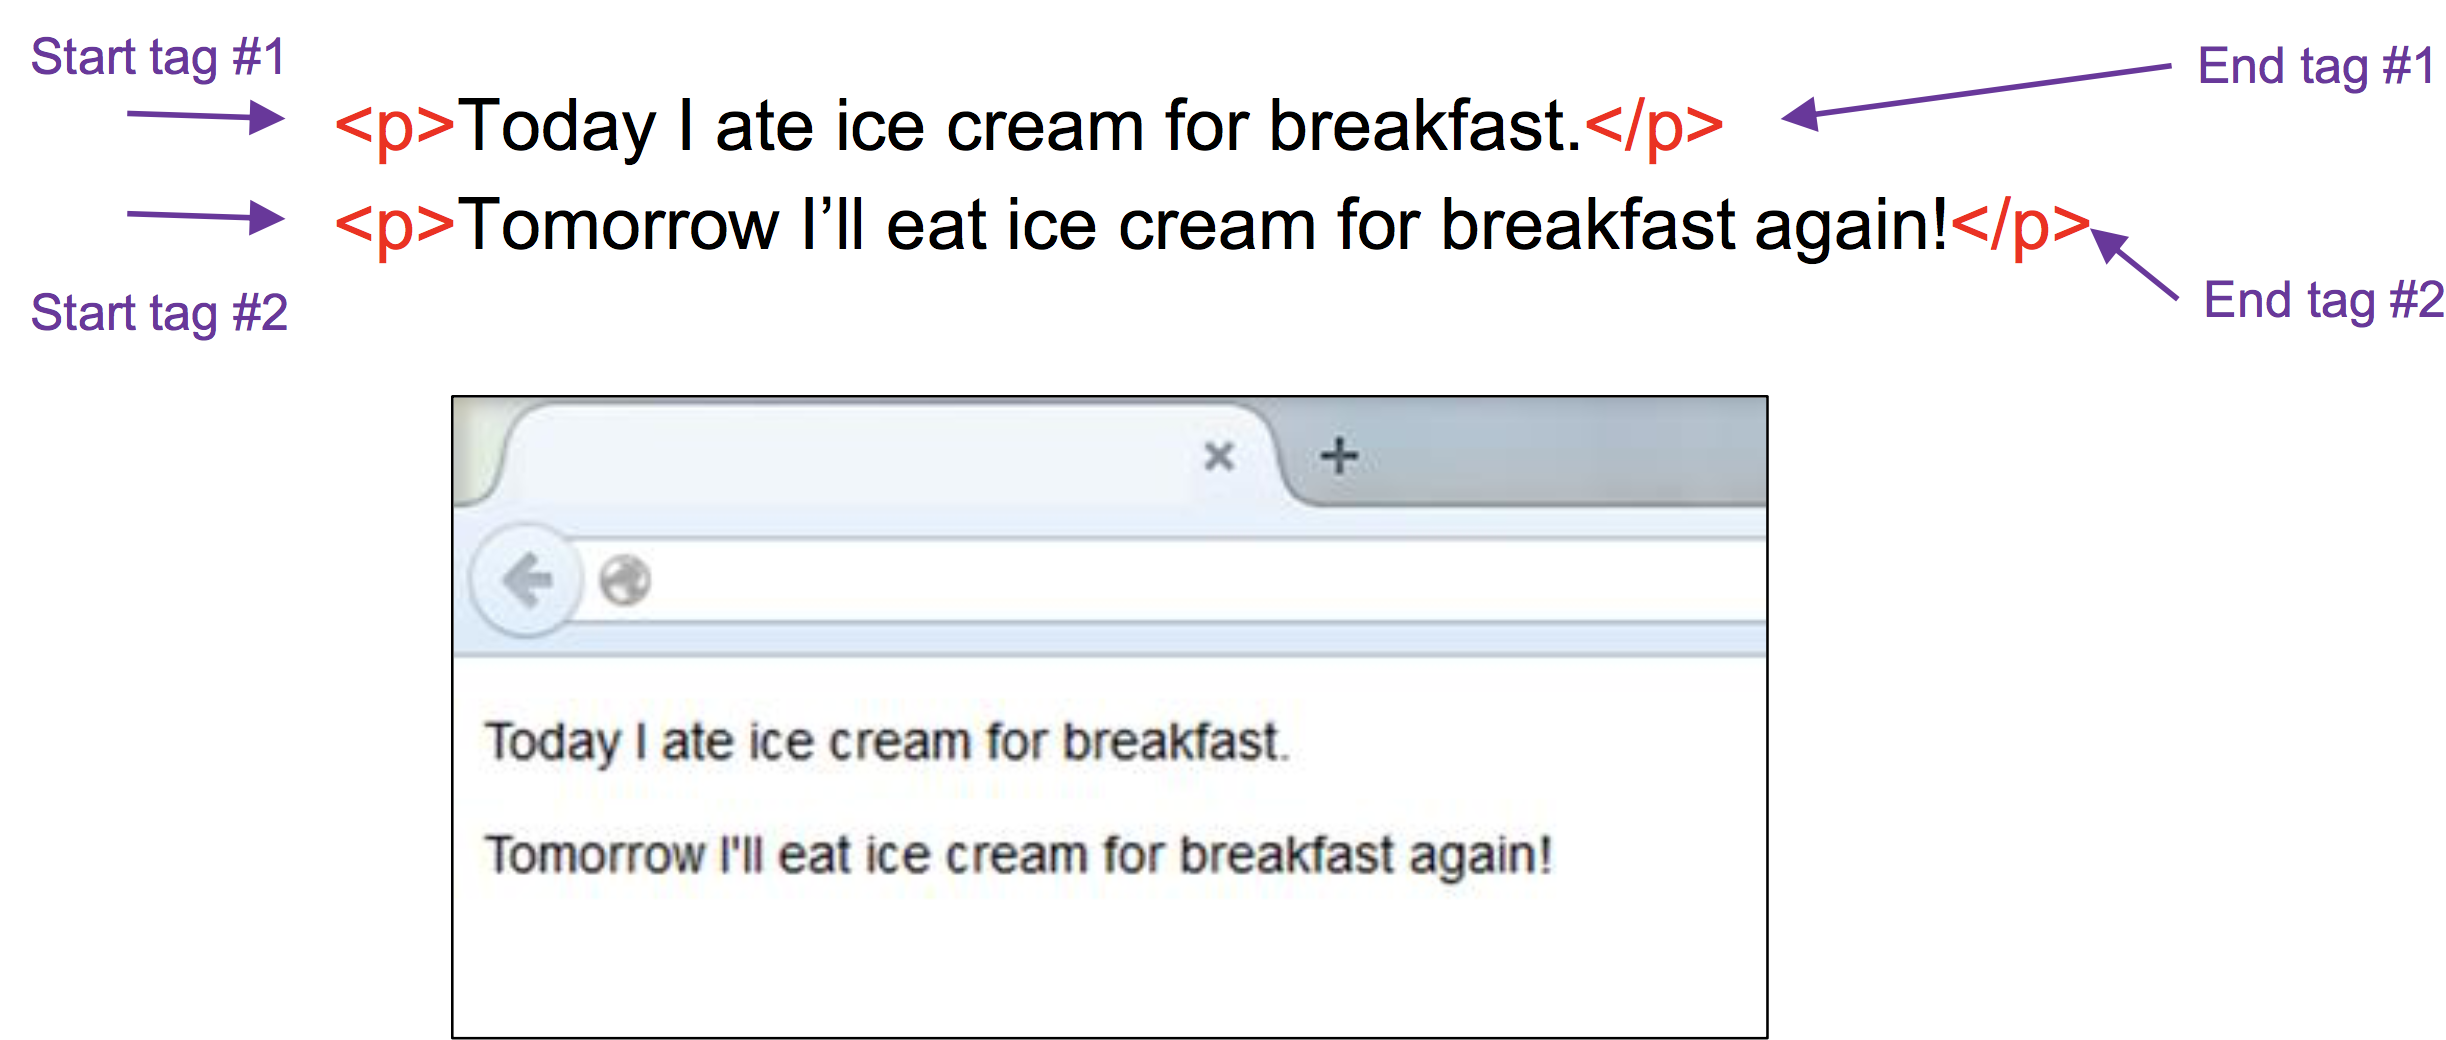 Start tag #1
End tag #1
<p>Today I ate ice cream for breakfast.</p>
<p>Tomorrow I’ll eat ice cream for breakfast again!</p>
Start tag #2
End tag #2
Today I ate ice cream for breakfast.
Tomorrow I'll eat ice cream for breakfast again!